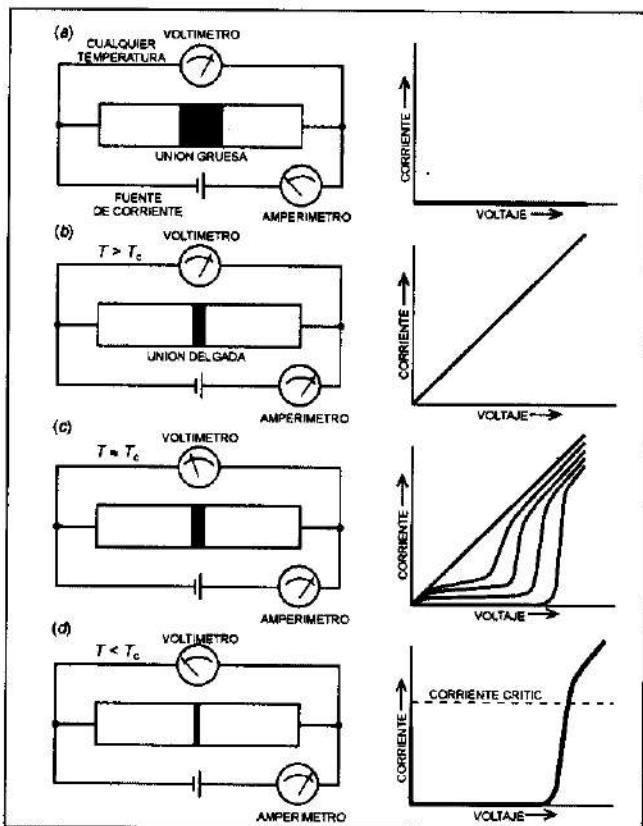 (a)
CUALQUIER
TEMPERATURA
VOLTIMETRO
UNION GRUESA
FUENTE
DE CORRIENTE
AMPERIMETRO
CORRIENTE
VOLTAJE
(b)
T > Tc
VOLTIMETRO
UNION DELGADA
AMPERIMETRO
CORRIENTE
VOLTAJE
(c)
T ≈ Tc
VOLTIMETRO
AMPERIMETRO
CORRIENTE
VOLTAJE
(d)
T < Tc
VOLTIMETRO
AMPERIMETRO
CORRIENTE CRITIC
CORRIENTE
VOLTAJE